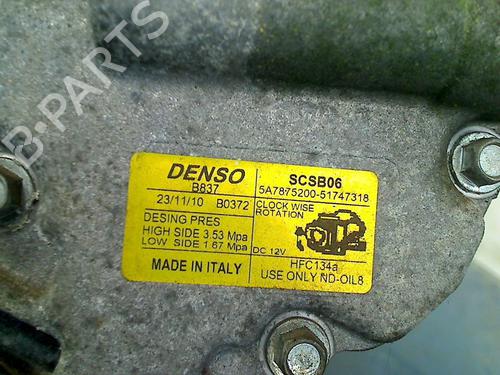 B-PARTS
DENSO
B837
23/11/10 B0372
DESING PRES
HIGH SIDE 3.53 Mpa
LOW SIDE 1.67 Mpa
MADE IN ITALY
SCSB06
5A7875200-51747318
CLOCK WISE
ROTATION
DC 12V
HFC134a
USE ONLY ND-OIL8